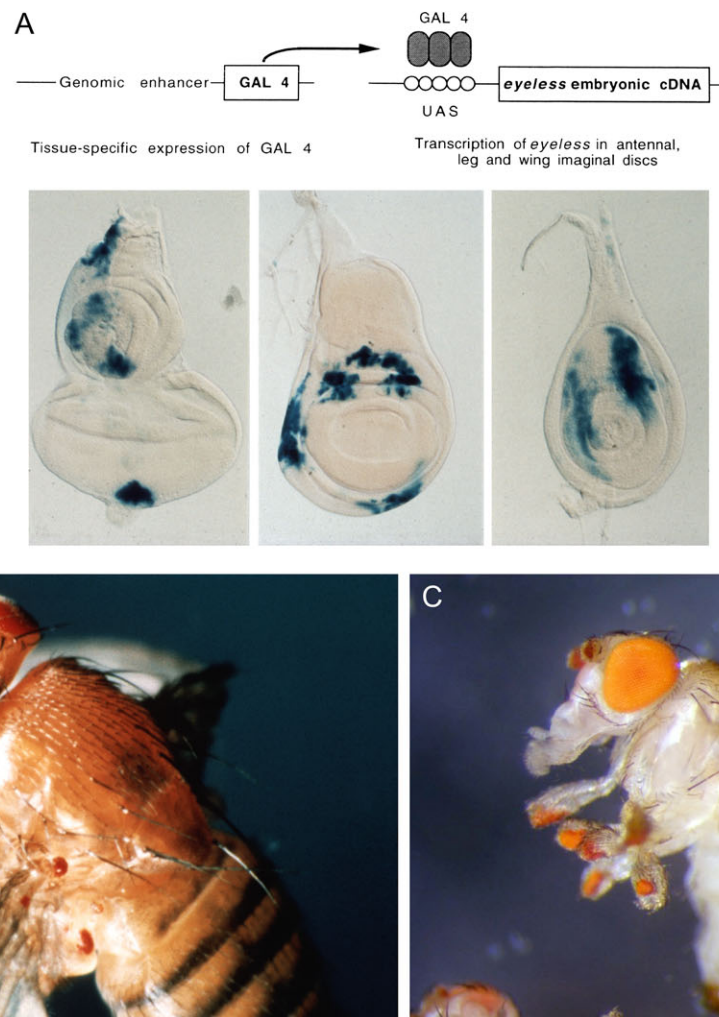 A
GAL 4
Genomic enhancer
GAL 4
eyeless embryonic cDNA
UAS
Tissue-specific expression of GAL 4
Transcription of eyeless in antennal,
leg and wing imaginal discs
C